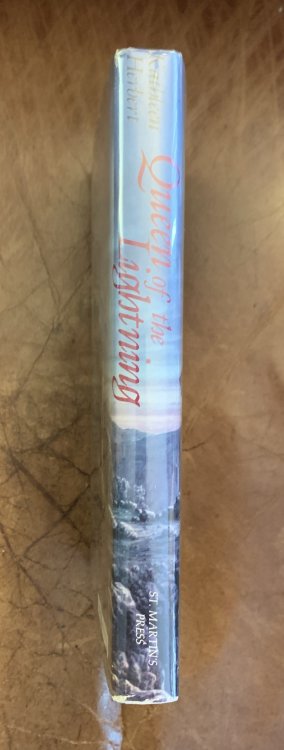 Kathleen
Herbert
Queen of the
Lightning
ST. MARTIN'S
PRESS